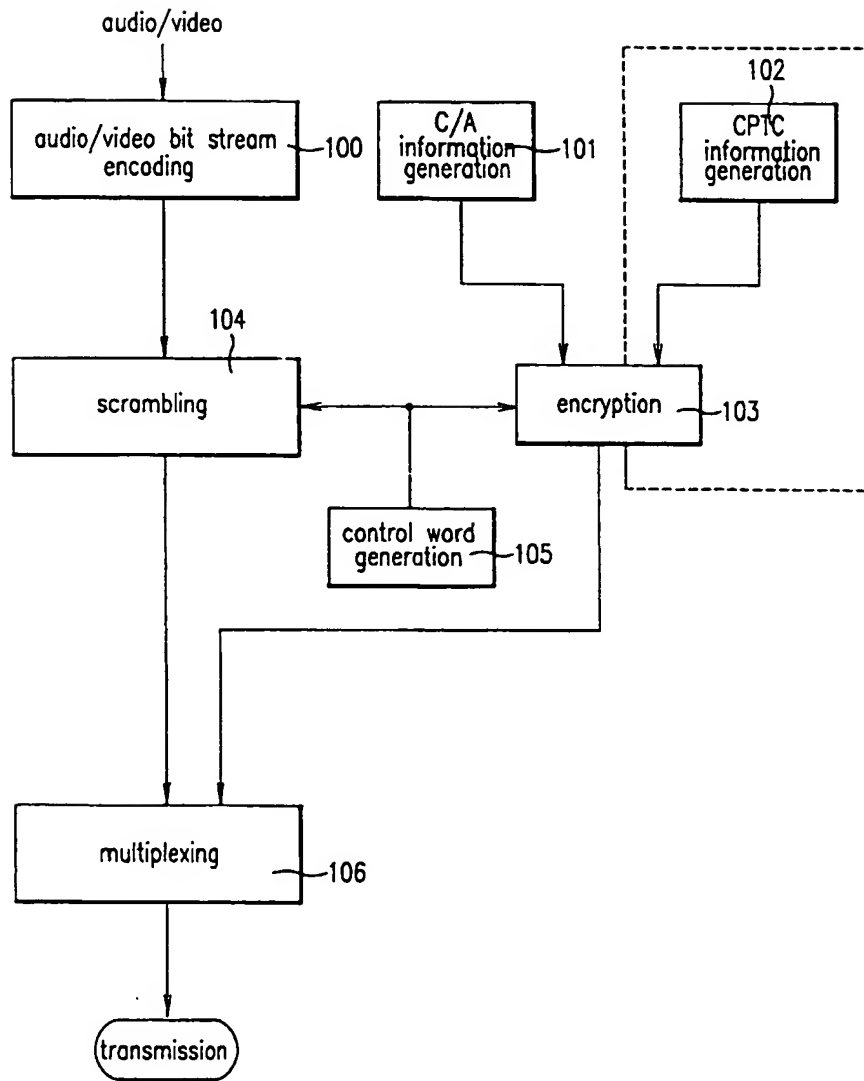 audio/video
audio/video bit stream
encoding
100
C/A
information
generation
101
102
CPTC
information
generation
104
scrambling
encryption
103
control word
generation
105
multiplexing
106
transmission